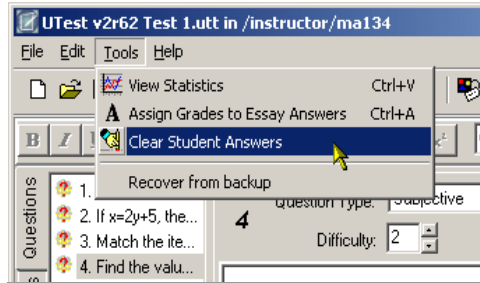 UTest v2r62 Test 1.utt in /instructor/ma134
File Edit Tools Help
View Statistics Ctrl+V
A Assign Grades to Essay Answers Ctrl+A
Clear Student Answers
B I
Recover from backup
Questions
1.
Question Type: Subjective
2. If x=2y+5, the...
4
3. Match the ite...
Difficulty: 2
4. Find the valu...